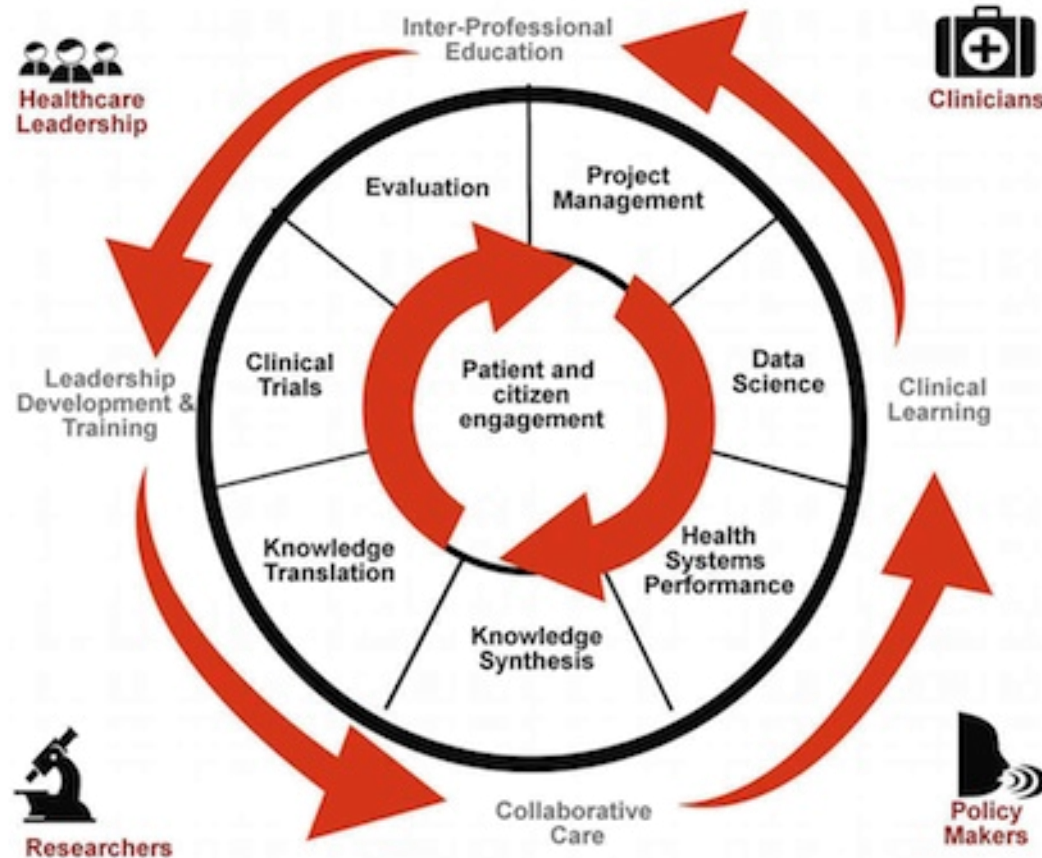 Inter-Professional
Education
Healthcare
Leadership
Clinicians
Evaluation
Project
Management
Clinical
Trials
Patient and
citizen
engagement
Data
Science
Leadership
Development &
Training
Clinical
Learning
Knowledge
Translation
Health
Systems
Performance
Knowledge
Synthesis
Collaborative
Care
Researchers
Policy
Makers